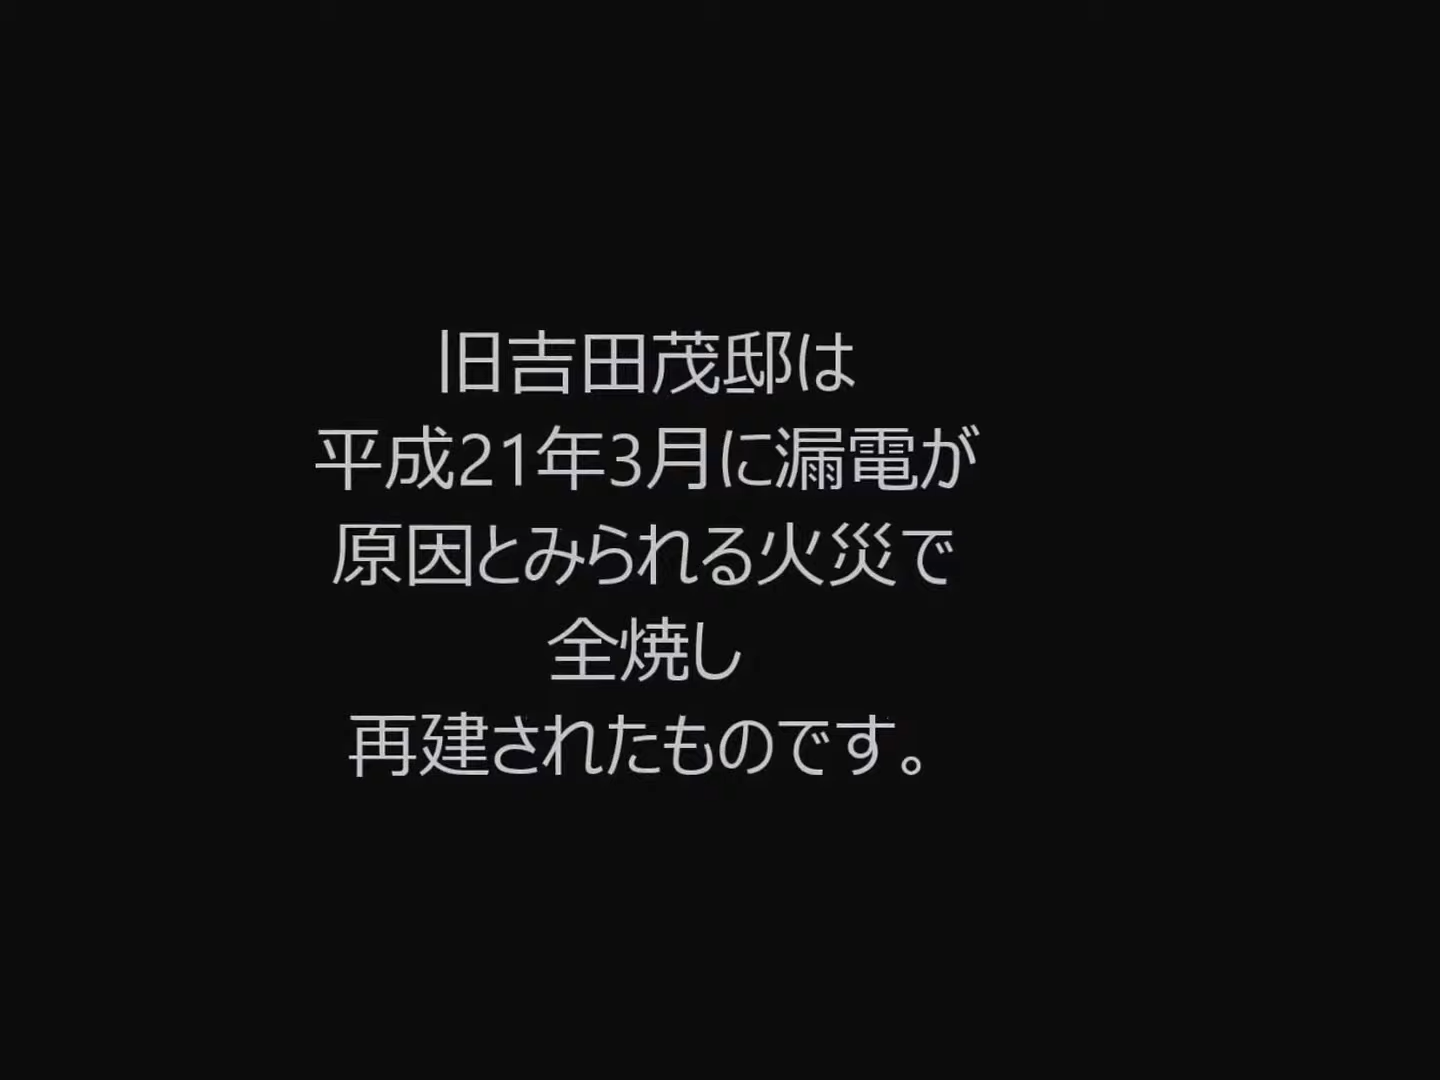 旧吉田茂邸は
平成21年3月に漏電が
原因とみられる火災で
全焼し
再建されたものです。